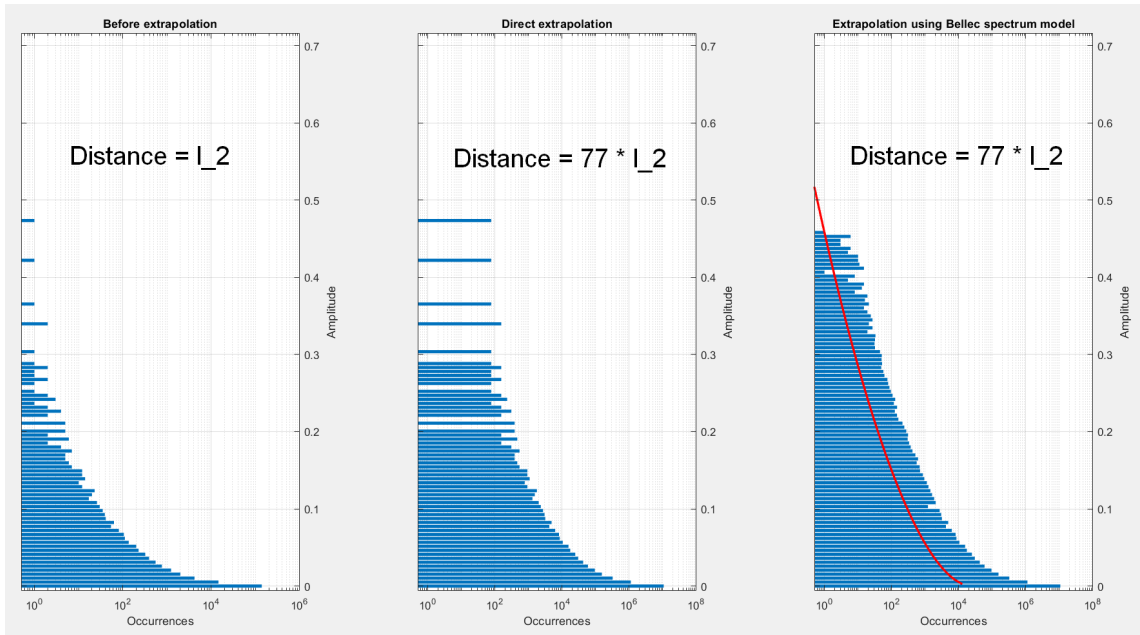 Before extrapolation
Distance = l_2
0.7
0.6
0.5
0.4
0.3
0.2
0.1
0
Amplitude
10^0 10^2 10^4 10^6
Occurrences
Direct extrapolation
Distance = 77 * l_2
0.7
0.6
0.5
0.4
0.3
0.2
0.1
0
Amplitude
10^0 10^2 10^4 10^6 10^8
Occurrences
Extrapolation using Bellec spectrum model
Distance = 77 * l_2
0.7
0.6
0.5
0.4
0.3
0.2
0.1
0
Amplitude
10^0 10^2 10^4 10^6 10^8
Occurrences